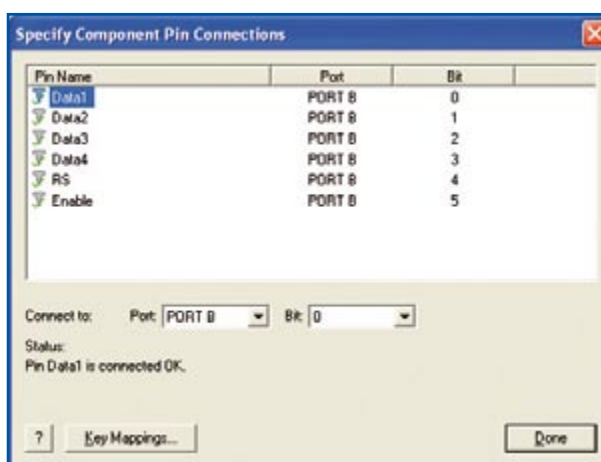 Specify Component Pin Connections
Pin Name Port Bit
Data1 PORT B 0
Data2 PORT B 1
Data3 PORT B 2
Data4 PORT B 3
RS PORT B 4
Enable PORT B 5
Connect to: Port: PORT B Bit: 0
Status:
Pin Data1 is connected OK.
? Key Mappings... Done